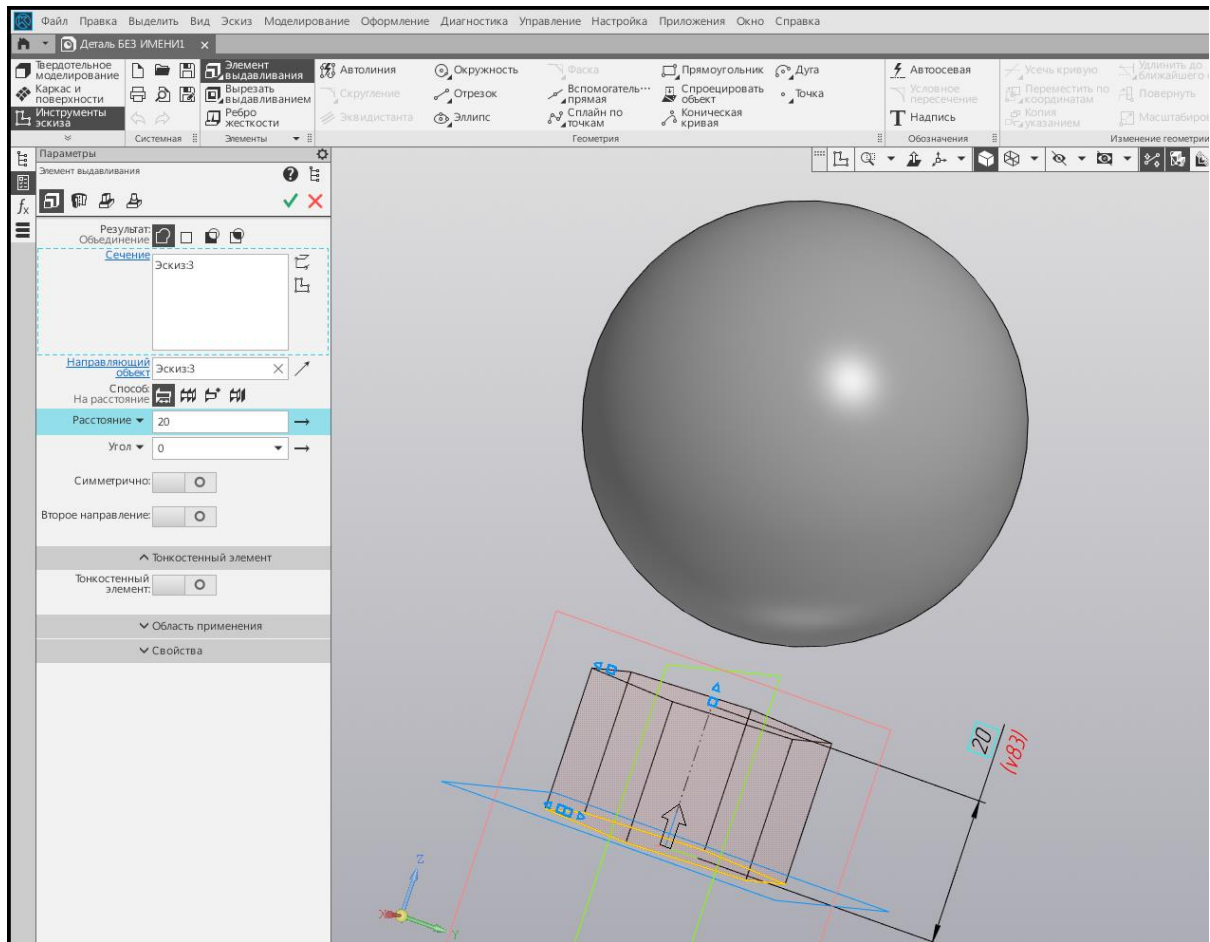 Файл Правка Выделить Вид Эскиз Моделирование Оформление Диагностика Управление Настройка Приложения Окно Справка
Деталь БЕЗ ИМЕНИ1 ×
Твердотельное моделирование
Каркас и поверхности
Инструменты эскиза
Системная
Элемент выдавливания
Вырезать выдавливанием
Ребро жесткости
Элементы
Автолиния Окружность Фаска Прямоугольник Дуга
Скругление Отрезок Вспомогатель··· прямая Спроецировать объект Точка
Эквидистанта Эллипс Сплайн по точкам Коническая кривая
Геометрия
Автоосевая
Условное пересечение
Надпись
Обозначения
Усечь кривую Удлинить до ближайшего
Переместить по координатам Повернуть
Копия указанием Масштабиров
Изменение геометрии
Параметры
Элемент выдавливания
Результат:
Объединение
Сечение
Эскиз:3
Направляющий
объект
Эскиз:3
Способ:
На расстояние
Расстояние 20
Угол 0
Симметрично:
Второе направление:
Тонкостенный элемент
Тонкостенный
элемент:
Область применения
Свойства
20
(v83)
Z
X
Y